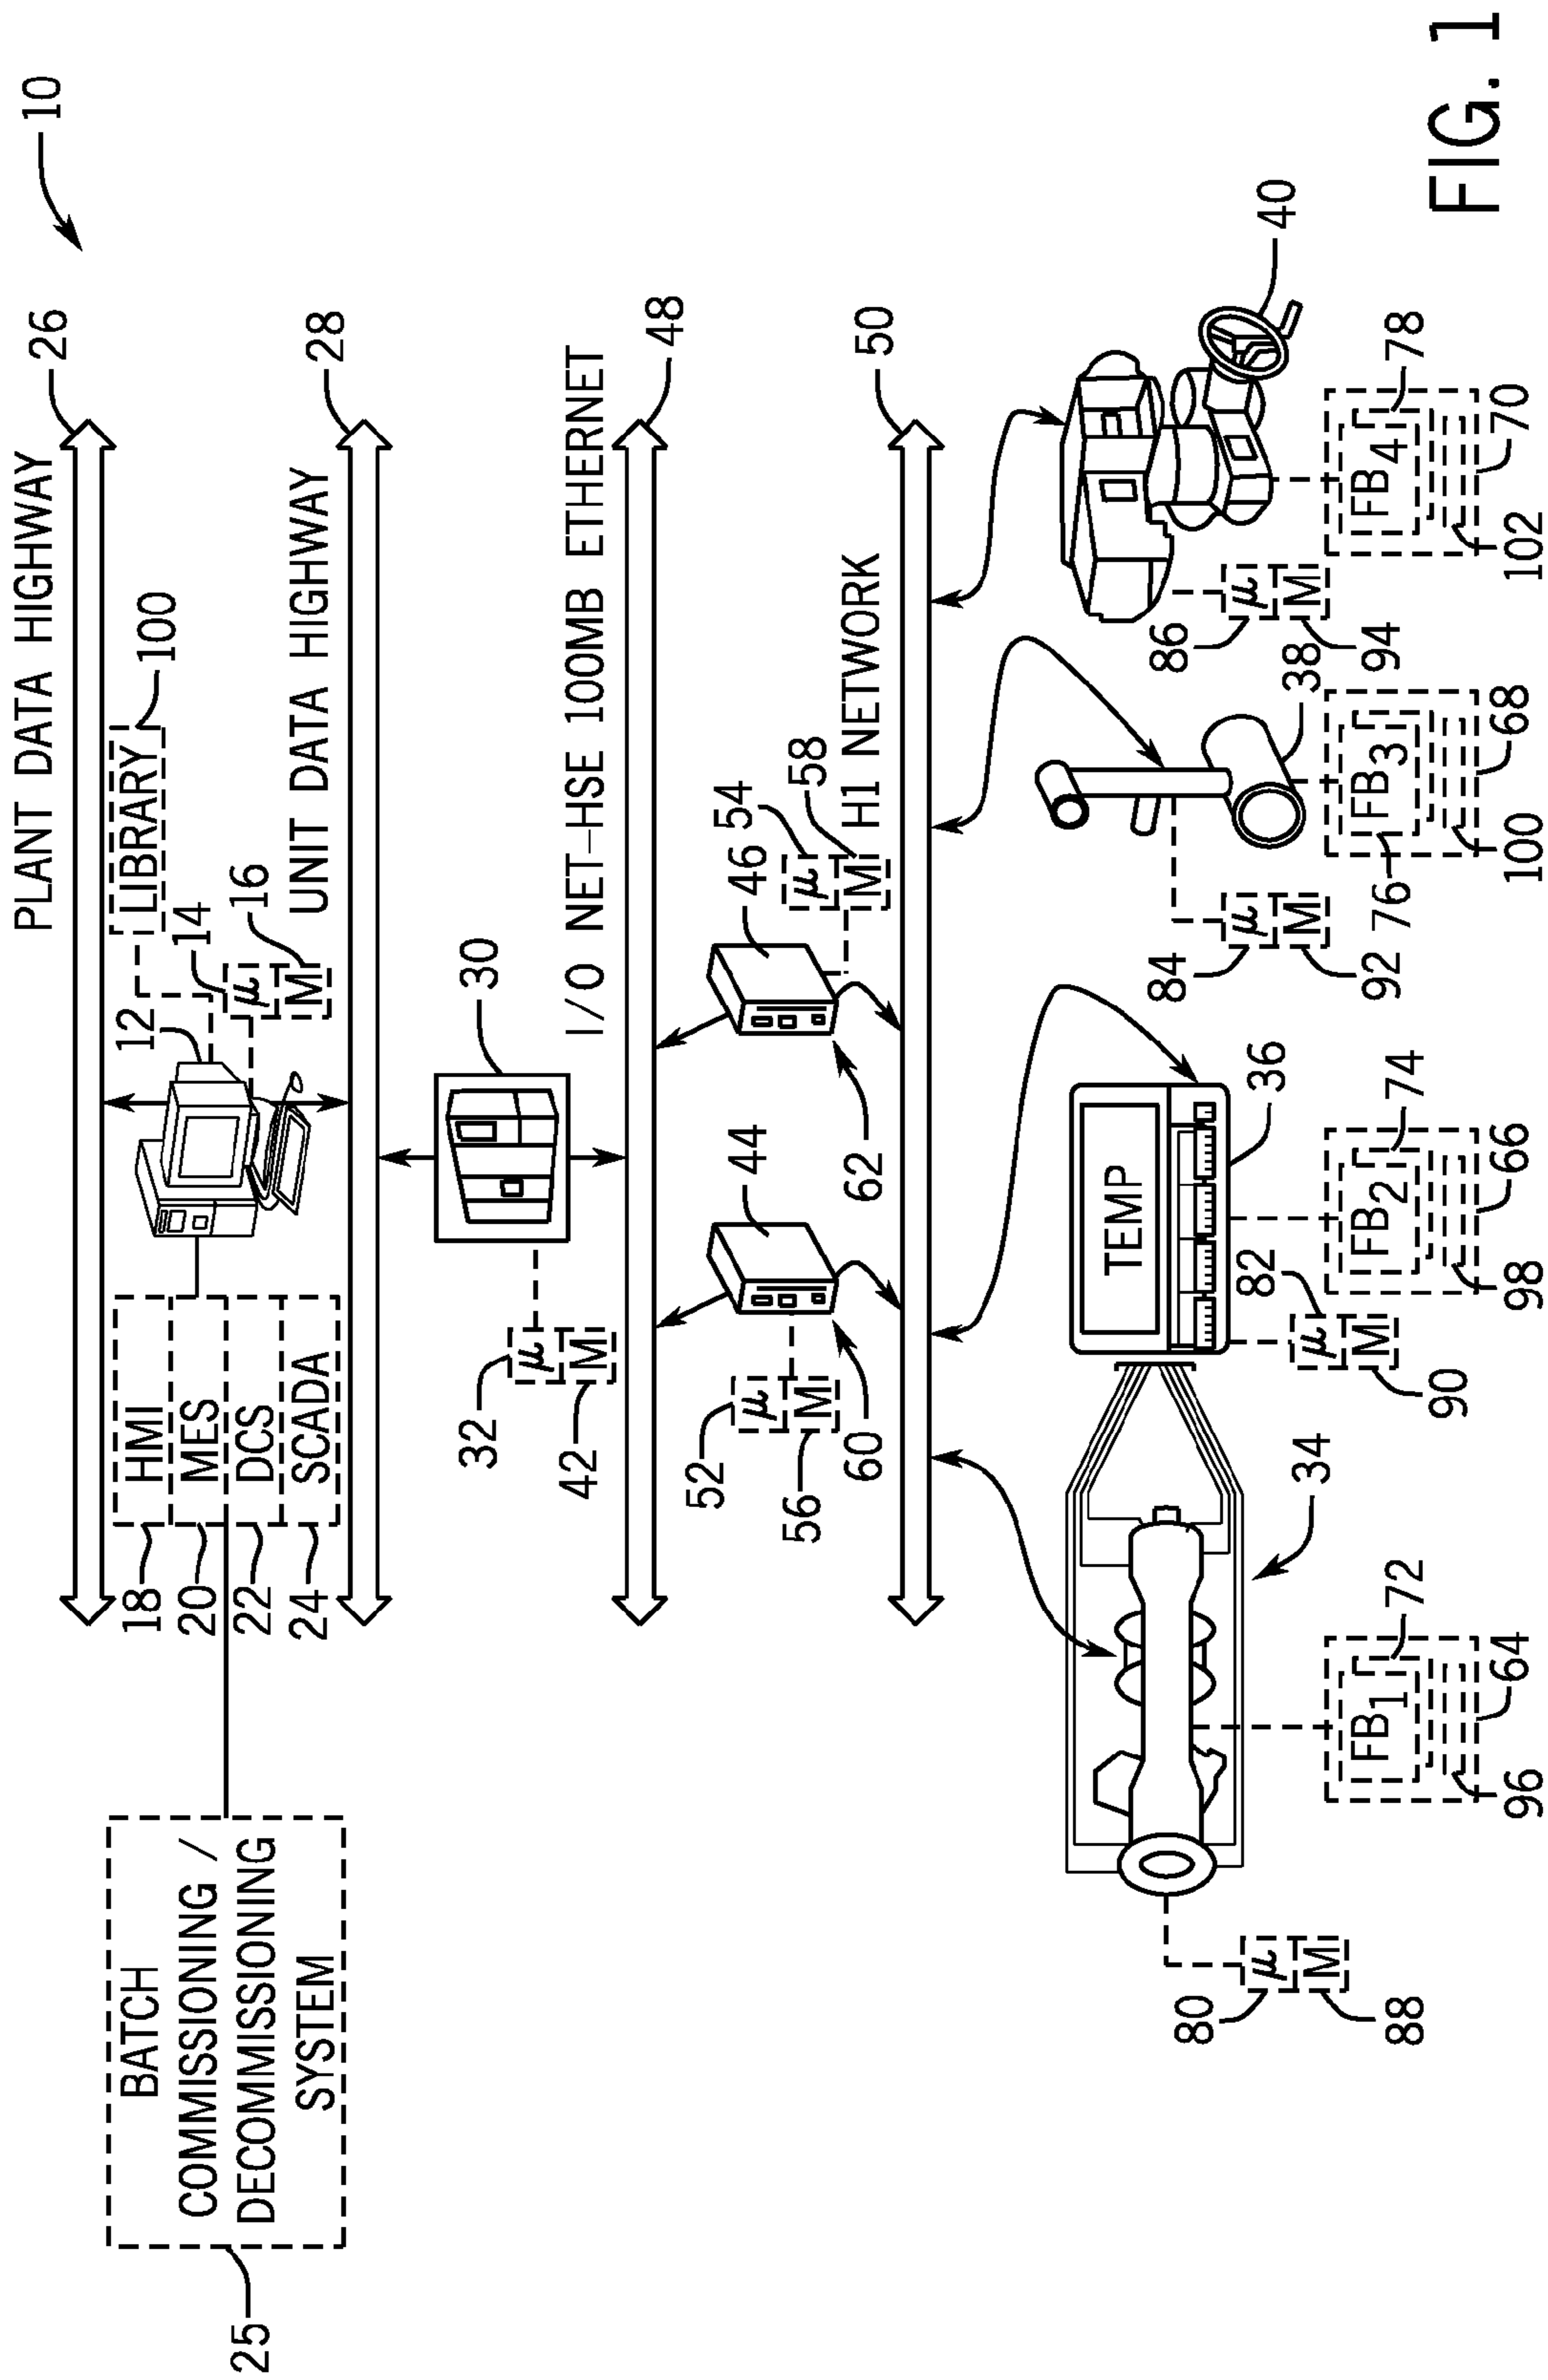 10
PLANT DATA HIGHWAY
26
BATCH
COMMISSIONING /
DECOMMISSIONING
SYSTEM
25
HMI
MES
DCS
SCADA
18
20
22
24
12
LIBRARY
100
14
μ
M
16
UNIT DATA HIGHWAY
28
30
32
μ
M
42
I/O NET–HSE 100MB ETHERNET
48
44
52
μ
M
56
60
46
54
μ
M
58
62
H1 NETWORK
50
34
TEMP
36
38
40
80
μ
M
88
82
μ
M
90
84
μ
M
92
86
μ
M
94
FB1
72
96
64
FB2
74
98
66
FB3
76
100
68
FB4
78
102
70
FIG. 1